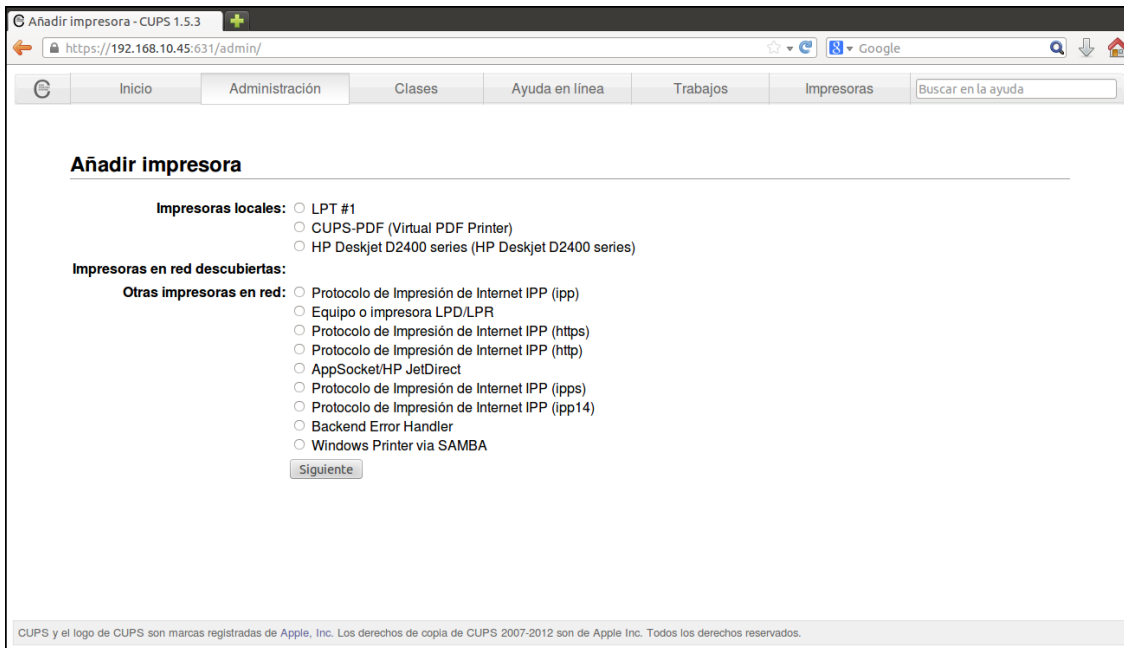 Añadir impresora - CUPS 1.5.3
https://192.168.10.45:631/admin/
Google
Inicio Administración Clases Ayuda en línea Trabajos Impresoras Buscar en la ayuda
Añadir impresora
Impresoras locales: LPT #1
CUPS-PDF (Virtual PDF Printer)
HP Deskjet D2400 series (HP Deskjet D2400 series)
Impresoras en red descubiertas:
Otras impresoras en red: Protocolo de Impresión de Internet IPP (ipp)
Equipo o impresora LPD/LPR
Protocolo de Impresión de Internet IPP (https)
Protocolo de Impresión de Internet IPP (http)
AppSocket/HP JetDirect
Protocolo de Impresión de Internet IPP (ipps)
Protocolo de Impresión de Internet IPP (ipp14)
Backend Error Handler
Windows Printer via SAMBA
Siguiente
CUPS y el logo de CUPS son marcas registradas de Apple, Inc. Los derechos de copia de CUPS 2007-2012 son de Apple Inc. Todos los derechos reservados.